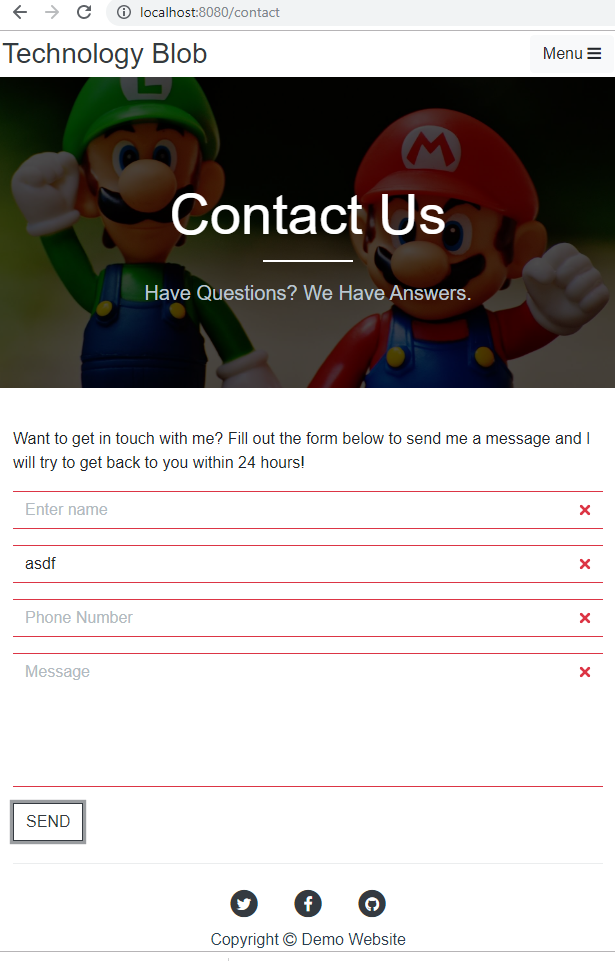 localhost:8080/contact
Technology Blob
Menu
L
M
Contact Us
Have Questions? We Have Answers.
Want to get in touch with me? Fill out the form below to send me a message and I
will try to get back to you within 24 hours!
Enter name
asdf
Phone Number
Message
SEND
Copyright © Demo Website